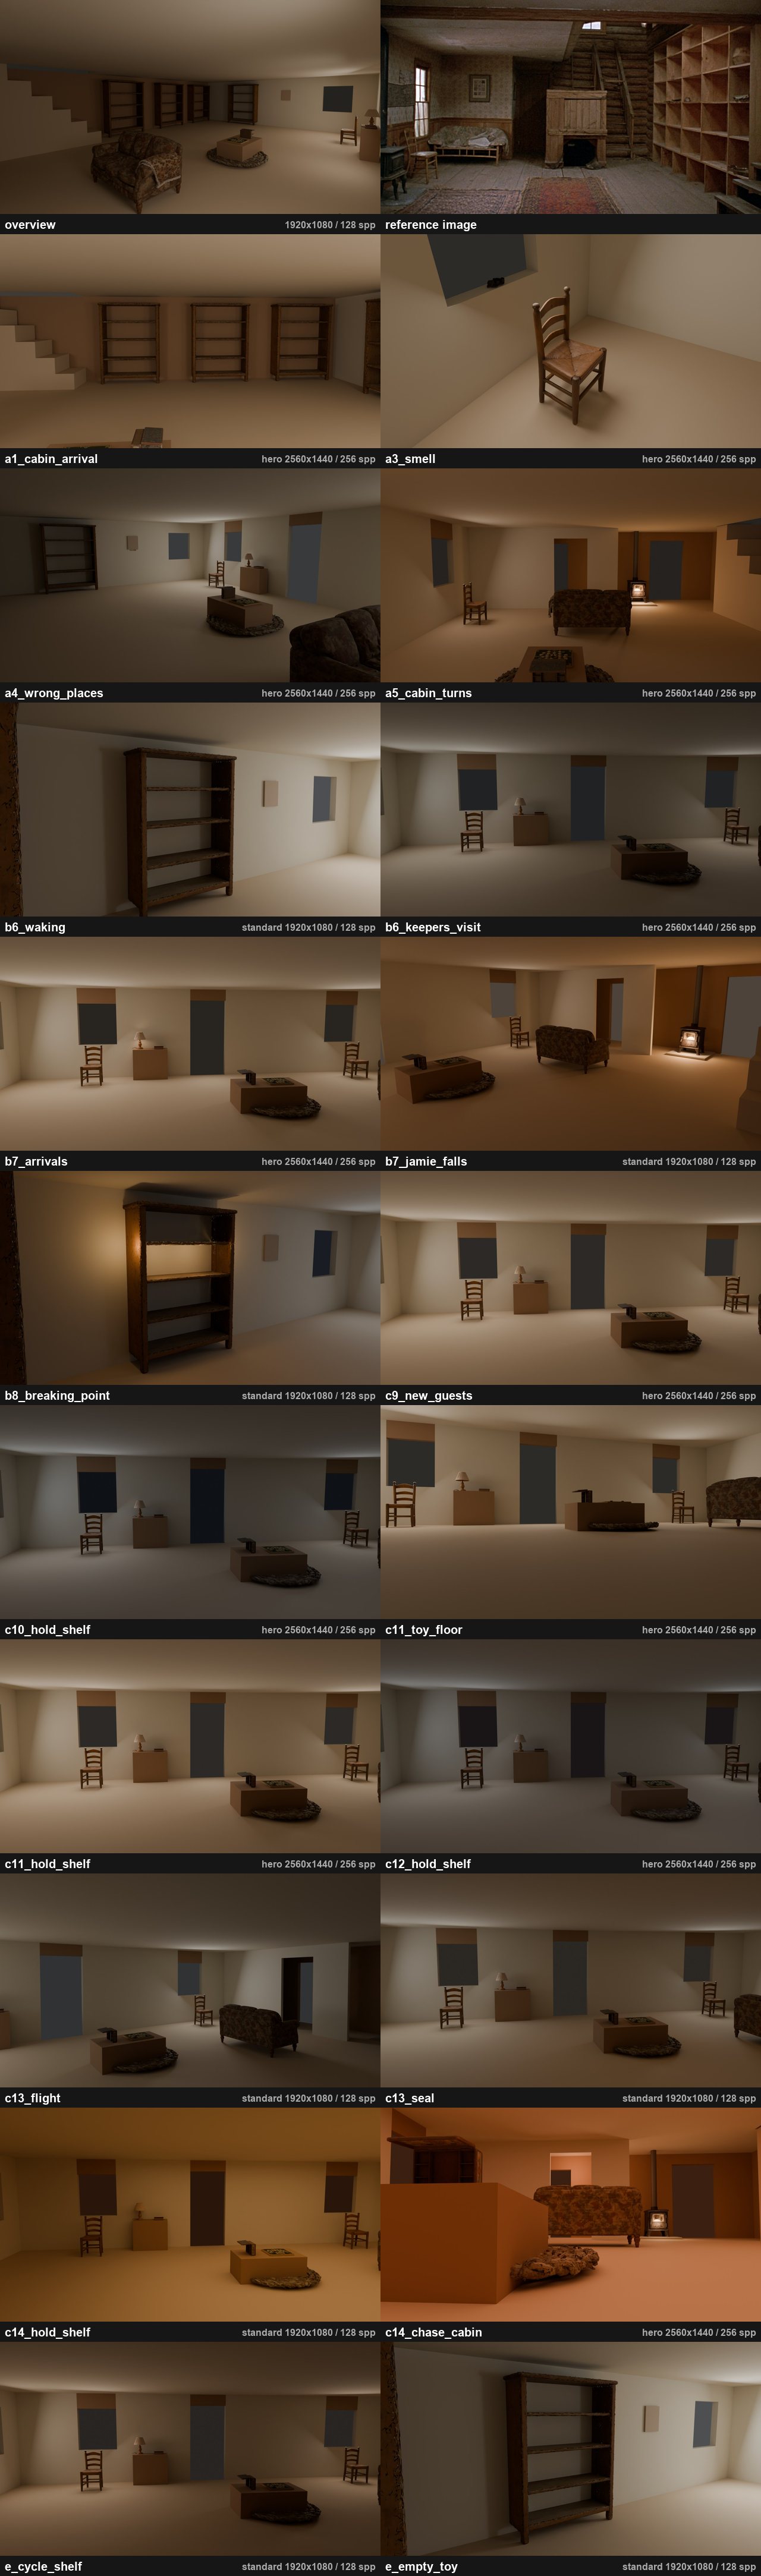 overview 1920x1080 / 128 spp
reference image
a1_cabin_arrival hero 2560x1440 / 256 spp
a3_smell hero 2560x1440 / 256 spp
a4_wrong_places hero 2560x1440 / 256 spp
a5_cabin_turns hero 2560x1440 / 256 spp
b6_waking standard 1920x1080 / 128 spp
b6_keepers_visit hero 2560x1440 / 256 spp
b7_arrivals hero 2560x1440 / 256 spp
b7_jamie_falls standard 1920x1080 / 128 spp
b8_breaking_point standard 1920x1080 / 128 spp
c9_new_guests hero 2560x1440 / 256 spp
c10_hold_shelf hero 2560x1440 / 256 spp
c11_toy_floor hero 2560x1440 / 256 spp
c11_hold_shelf hero 2560x1440 / 256 spp
c12_hold_shelf hero 2560x1440 / 256 spp
c13_flight standard 1920x1080 / 128 spp
c13_seal standard 1920x1080 / 128 spp
c14_hold_shelf standard 1920x1080 / 128 spp
c14_chase_cabin hero 2560x1440 / 256 spp
e_cycle_shelf standard 1920x1080 / 128 spp
e_empty_toy standard 1920x1080 / 128 spp